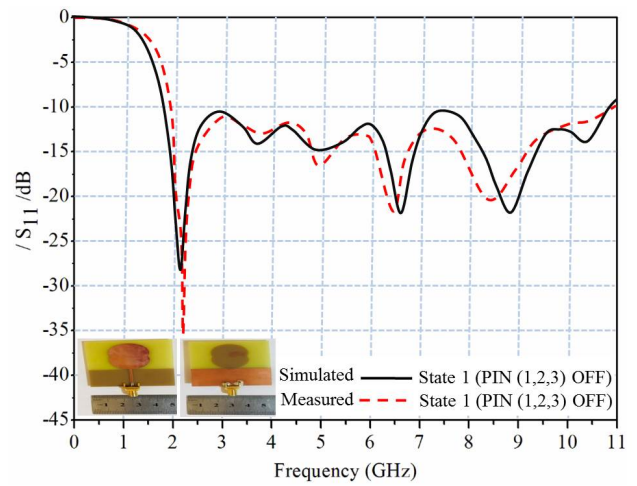 0
-5
-10
-15
-20
-25
-30
-35
-40
-45
/ S11 /dB
Simulated State 1 (PIN (1,2,3) OFF)
Measured State 1 (PIN (1,2,3) OFF)
0 1 2 3 4 5 6 7 8 9 10 11
Frequency (GHz)